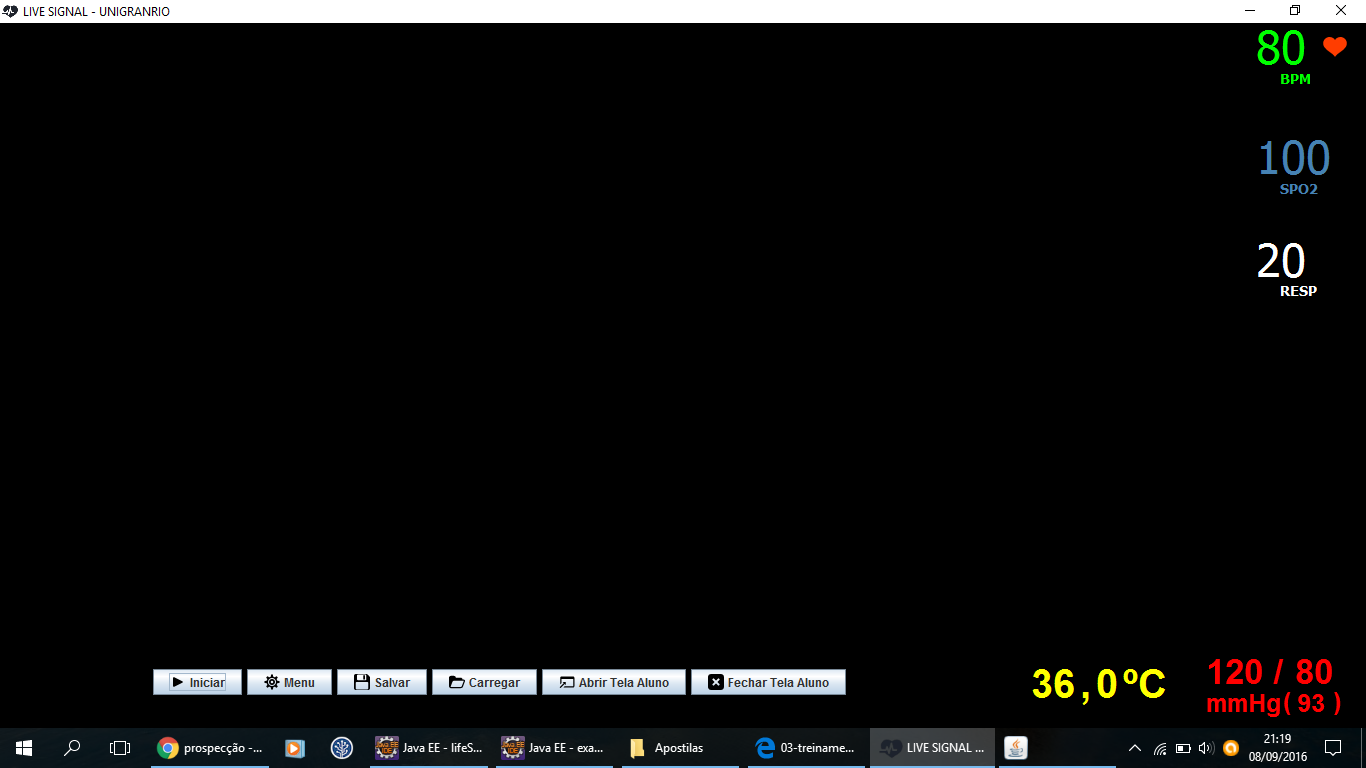 LIVE SIGNAL - UNIGRANRIO
80
BPM
100
SPO2
20
RESP
Iniciar
Menu
Salvar
Carregar
Abrir Tela Aluno
Fechar Tela Aluno
36,0ºC
120 / 80
mmHg( 93 )
prospecção -...
Java EE - lifeS...
Java EE - exa...
Apostilas
03-treiname...
LIVE SIGNAL ...
21:19
08/09/2016